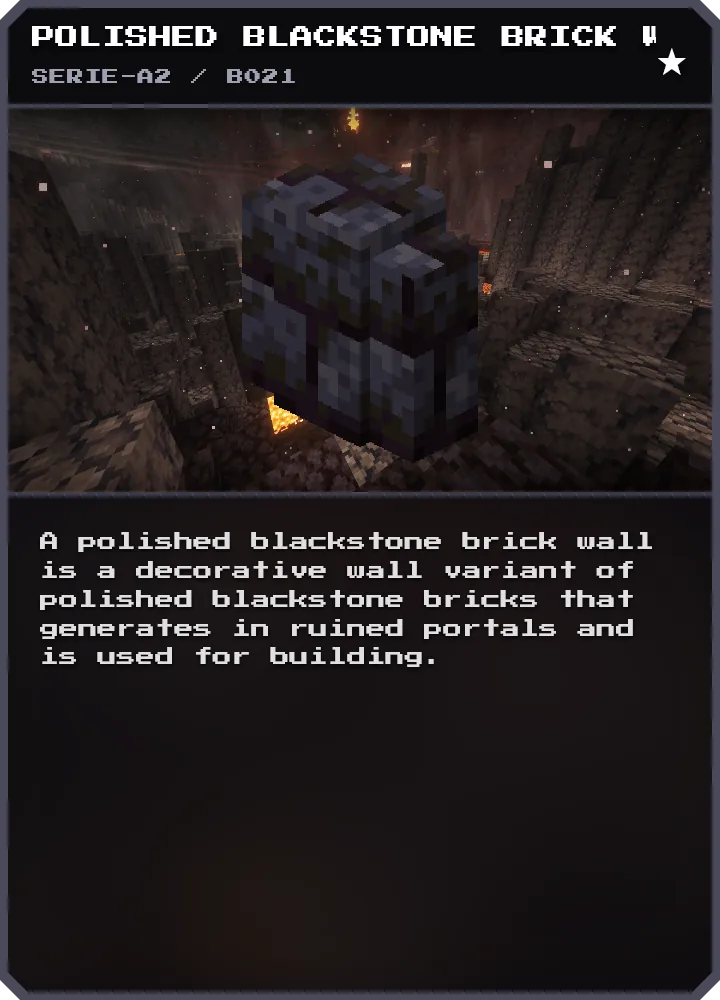 POLISHED BLACKSTONE BRICK W
SERIE-A2 / B021
A polished blackstone brick wall
is a decorative wall variant of
polished blackstone bricks that
generates in ruined portals and
is used for building.